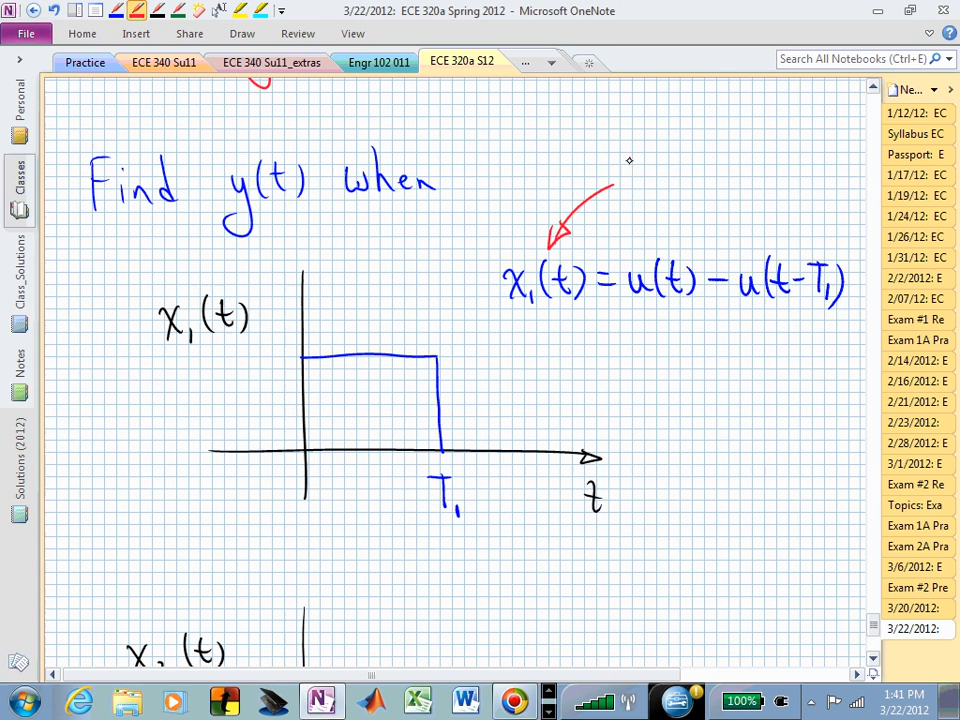 3/22/2012: ECE 320a Spring 2012 - Microsoft OneNote
File Home Insert Share Draw Review View
Practice ECE 340 Su11 ECE 340 Su11_extras Engr 102 011 ECE 320a S12 ...
Search All Notebooks (Ctrl+E)
Personal
Classes
Class_Solutions
Notes
Solutions (2012)
Find y(t) when
x₁(t) = u(t) - u(t-T₁)
x₁(t)
T₁
t
(t)
Ne...
1/12/12: EC
Syllabus EC
Passport: E
1/17/12: EC
1/19/12: EC
1/24/12: EC
1/26/12: EC
1/31/12: EC
2/2/2012: E
2/07/12: EC
Exam #1 Re
Exam 1A Pra
2/14/2012: E
2/16/2012: E
2/21/2012: E
2/23/2012:
2/28/2012: E
3/1/2012: E
Exam #2 Re
Topics: Exa
Exam 1A Pra
Exam 2A Pra
3/6/2012: E
Exam #2 Pre
3/20/2012:
3/22/2012:
100%
1:41 PM
3/22/2012